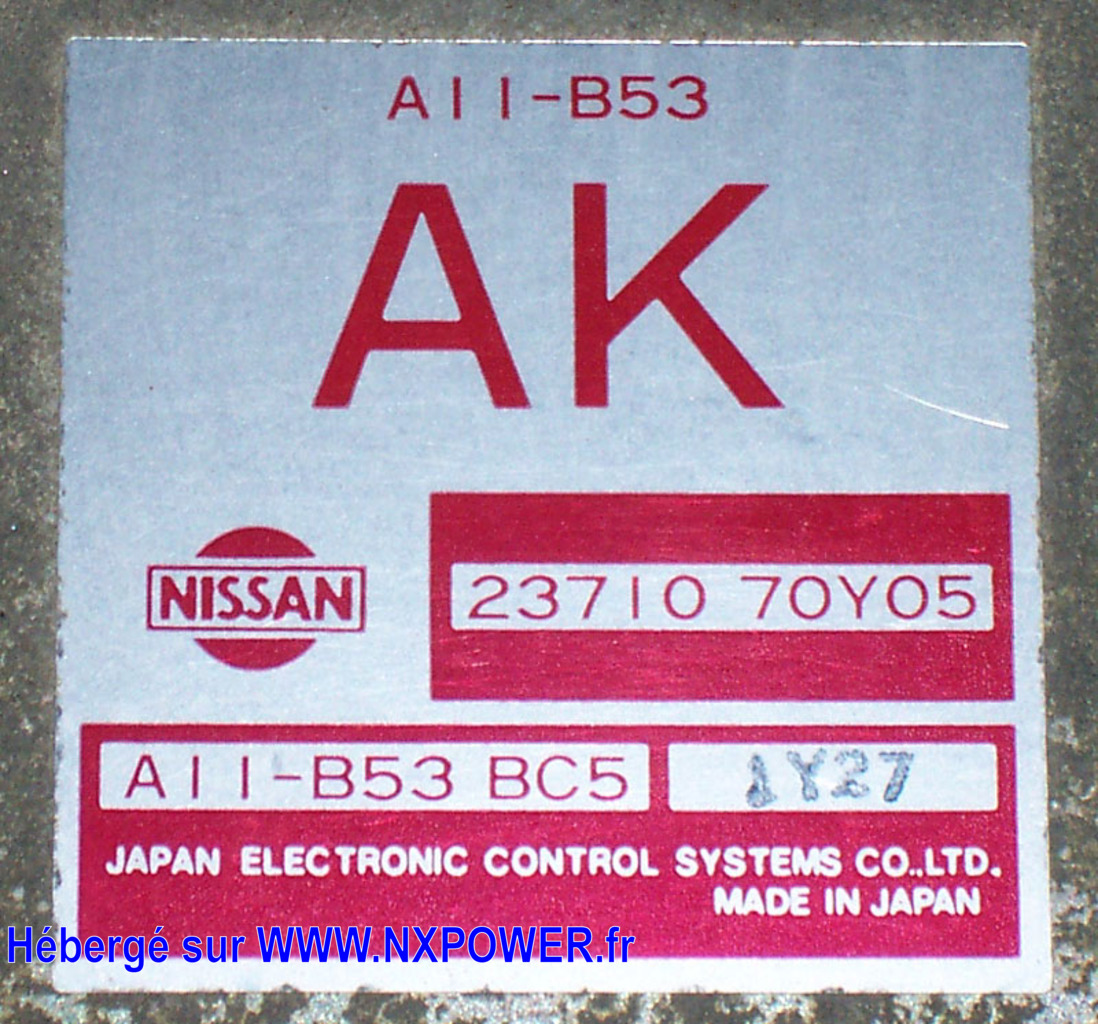 A11-B53
AK
NISSAN
23710 70Y05
A11-B53 BC5
1Y27
JAPAN ELECTRONIC CONTROL SYSTEMS CO.,LTD.
MADE IN JAPAN
Hébergé sur WWW.NXPOWER.fr